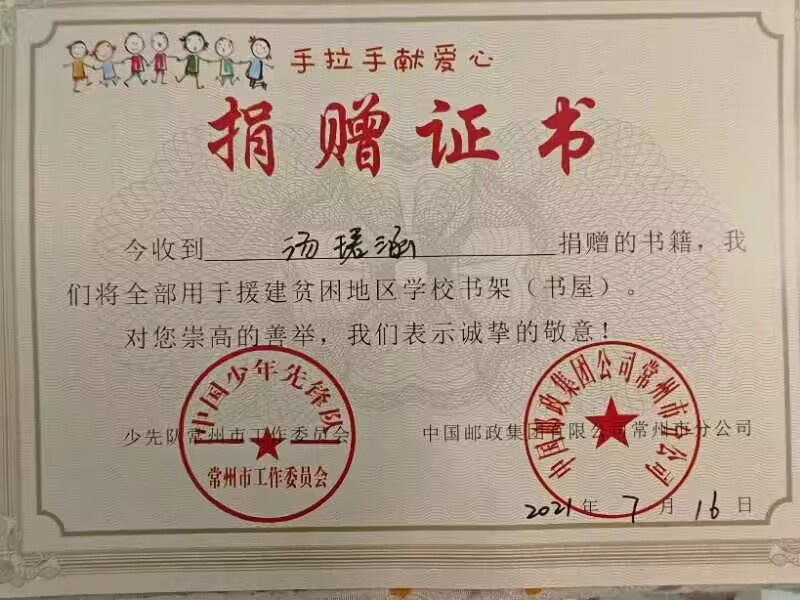 手拉手献爱心
捐赠证书
今收到 汤珺涵 捐赠的书籍，我
们将全部用于援建贫困地区学校书架（书屋）。
对您崇高的善举，我们表示诚挚的敬意！
中国少年先锋队
少先队常州市工作委员会
常州市工作委员会
中国邮政集团公司常州市分公司
中国邮政集团有限公司常州市分公司
2021年7月16日